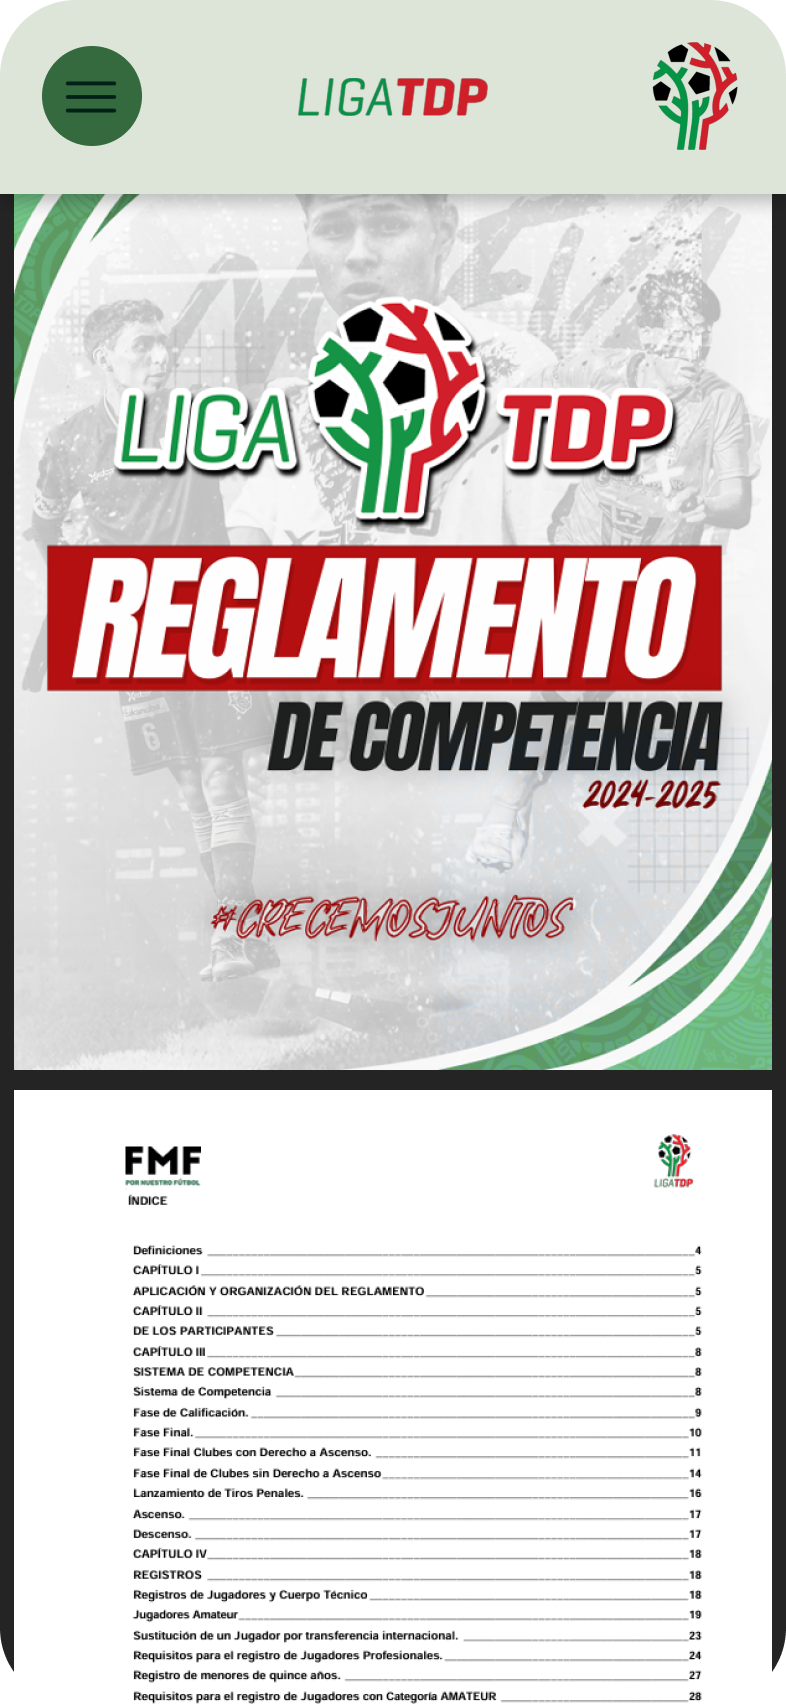 LIGATDP
LIGA TDP
REGLAMENTO
DE COMPETENCIA
2024-2025
#CRECEMOSJUNTOS
FMF
POR NUESTRO FÚTBOL
LIGATDP
ÍNDICE
Definiciones 4
CAPÍTULO I 5
APLICACIÓN Y ORGANIZACIÓN DEL REGLAMENTO 5
CAPÍTULO II 5
DE LOS PARTICIPANTES 5
CAPÍTULO III 8
SISTEMA DE COMPETENCIA 8
Sistema de Competencia 8
Fase de Calificación. 9
Fase Final. 10
Fase Final Clubes con Derecho a Ascenso. 11
Fase Final de Clubes sin Derecho a Ascenso 14
Lanzamiento de Tiros Penales. 16
Ascenso. 17
Descenso. 17
CAPÍTULO IV 18
REGISTROS 18
Registros de Jugadores y Cuerpo Técnico 18
Jugadores Amateur 19
Sustitución de un Jugador por transferencia internacional. 23
Requisitos para el registro de Jugadores Profesionales. 24
Registro de menores de quince años. 27
Requisitos para el registro de Jugadores con Categoría AMATEUR 28